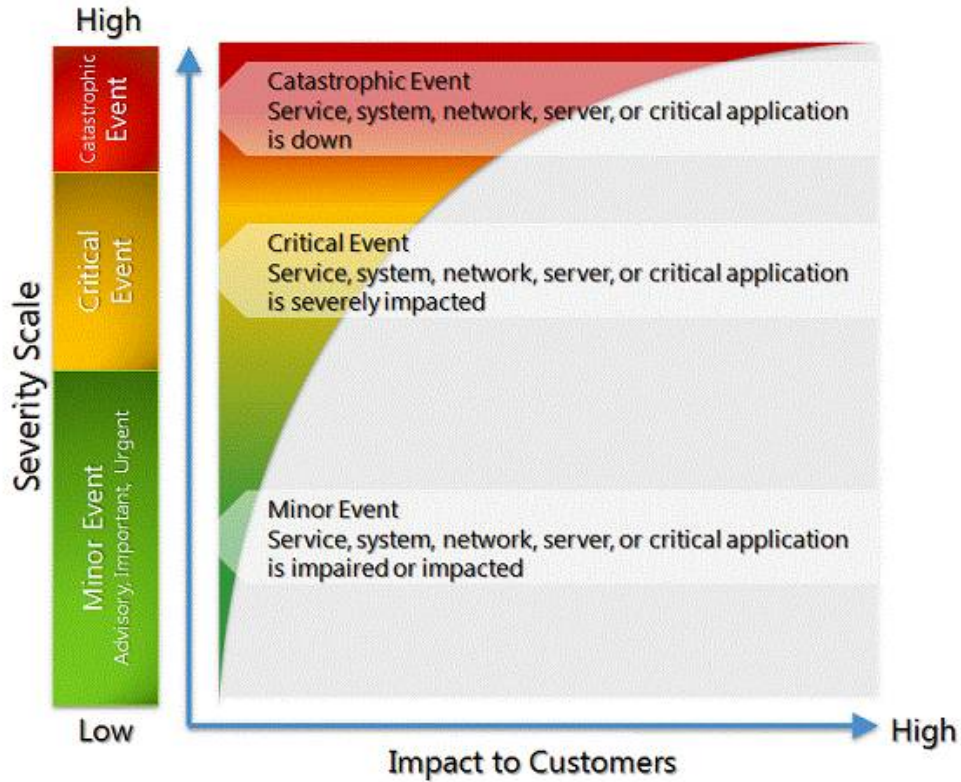 High
Catastrophic
Event
Critical
Event
Minor Event
Advisory, Important, Urgent
Severity Scale
Low
Catastrophic Event
Service, system, network, server, or critical application
is down
Critical Event
Service, system, network, server, or critical application
is severely impacted
Minor Event
Service, system, network, server, or critical application
is impaired or impacted
High
Impact to Customers